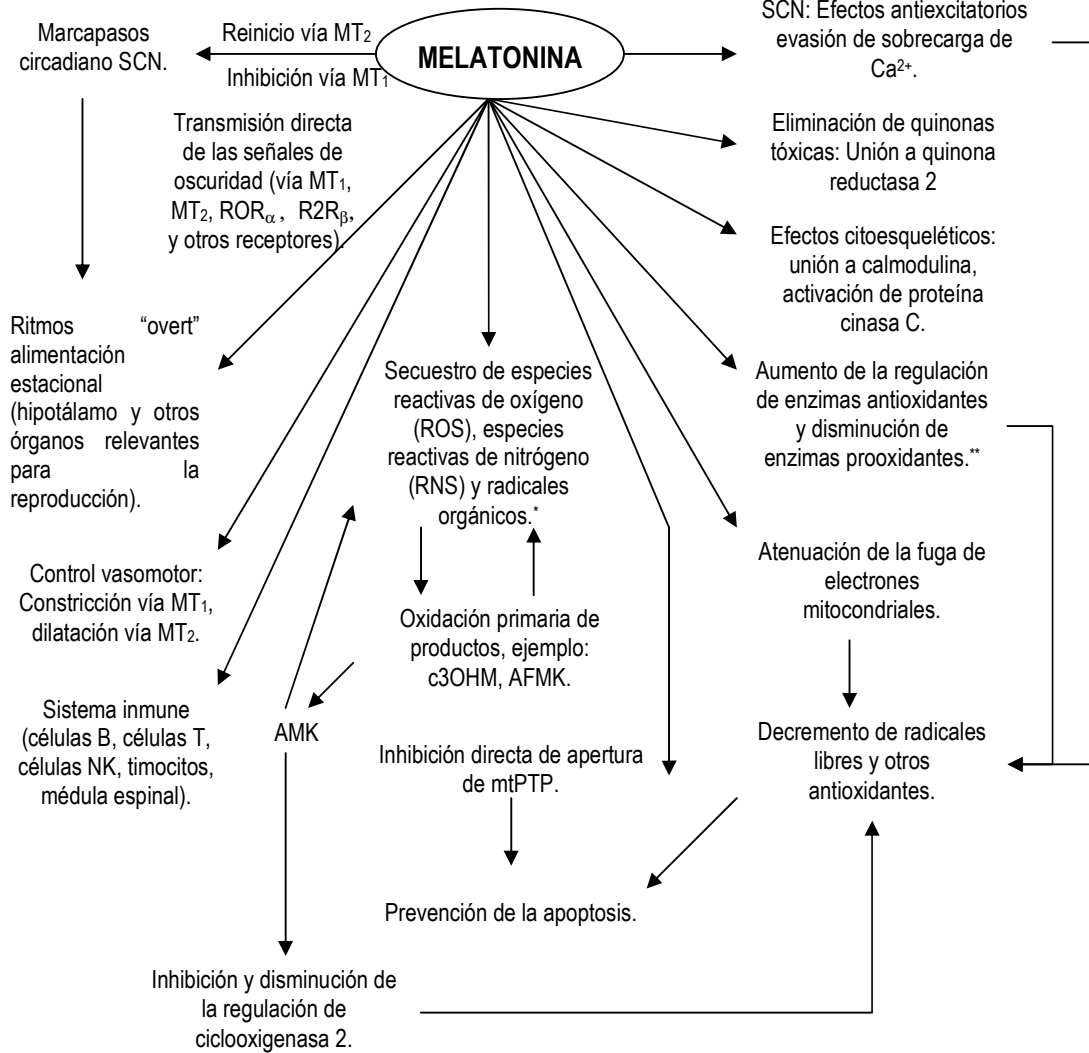 Marcapasos
circadiano SCN.
Reinicio vía MT2
Inhibición vía MT1
MELATONINA
SCN: Efectos antiexcitatorios
evasión de sobrecarga de
Ca2+.
Transmisión directa
de las señales de
oscuridad (vía MT1,
MT2, RORα, R2Rβ,
y otros receptores).
Eliminación de quinonas
tóxicas: Unión a quinona
reductasa 2
Efectos citoesqueléticos:
unión a calmodulina,
activación de proteína
cinasa C.
Ritmos “overt”
alimentación
estacional
(hipotálamo y otros
órganos relevantes
para la
reproducción).
Secuestro de especies
reactivas de oxígeno
(ROS), especies
reactivas de nitrógeno
(RNS) y radicales
orgánicos.*
Aumento de la regulación
de enzimas antioxidantes
y disminución de
enzimas prooxidantes.**
Control vasomotor:
Constricción vía MT1,
dilatación vía MT2.
Oxidación primaria de
productos, ejemplo:
c3OHM, AFMK.
Atenuación de la fuga de
electrones
mitocondriales.
Sistema inmune
(células B, células T,
células NK, timocitos,
médula espinal).
AMK
Inhibición directa de apertura
de mtPTP.
Decremento de radicales
libres y otros
antioxidantes.
Prevención de la apoptosis.
Inhibición y disminución de
la regulación de
ciclooxigenasa 2.